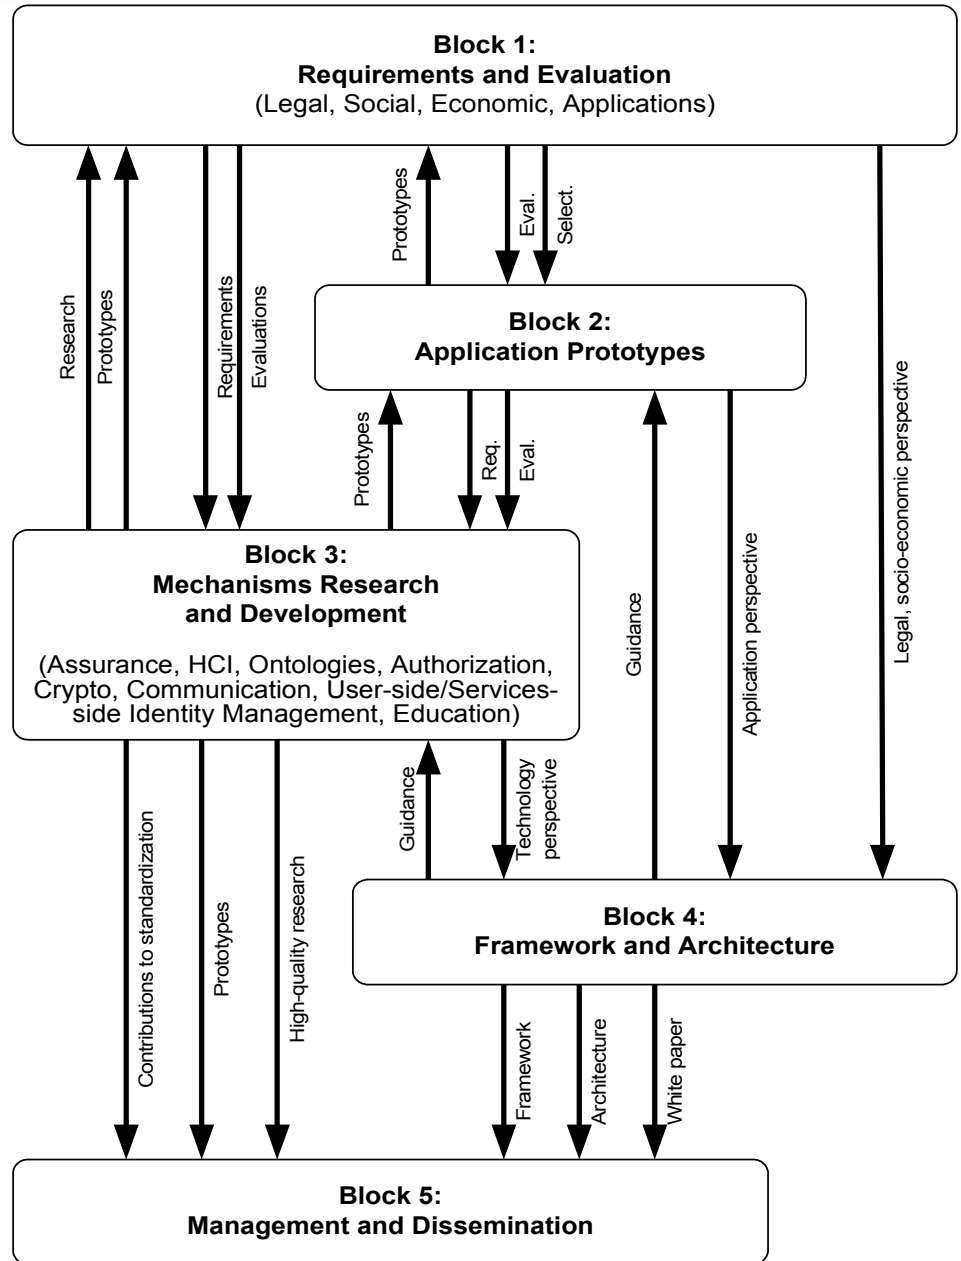 Block 1:
Requirements and Evaluation
(Legal, Social, Economic, Applications)
Research
Prototypes
Requirements
Evaluations
Prototypes
Eval.
Select.
Block 2:
Application Prototypes
Prototypes
Req.
Eval.
Guidance
Application perspective
Legal, socio-economic perspective
Block 3:
Mechanisms Research
and Development
(Assurance, HCI, Ontologies, Authorization,
Crypto, Communication, User-side/Services-
side Identity Management, Education)
Contributions to standardization
Prototypes
High-quality research
Guidance
Technology
perspective
Block 4:
Framework and Architecture
Framework
Architecture
White paper
Block 5:
Management and Dissemination